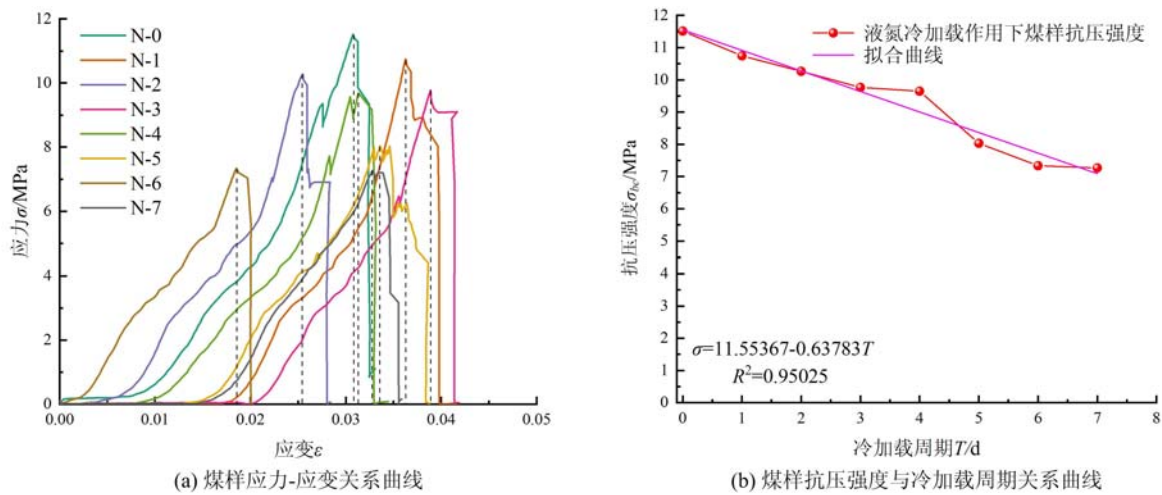 12
10
8
6
4
2
0
应力σ/MPa
N-0
N-1
N-2
N-3
N-4
N-5
N-6
N-7
0.00
0.01
0.02
0.03
0.04
0.05
应变ε
(a) 煤样应力-应变关系曲线
12
11
10
9
8
7
6
5
4
3
2
1
0
抗压强度σbc/MPa
液氮冷加载作用下煤样抗压强度
拟合曲线
σ=11.55367-0.63783T
R²=0.95025
0
1
2
3
4
5
6
7
8
冷加载周期T/d
(b) 煤样抗压强度与冷加载周期关系曲线